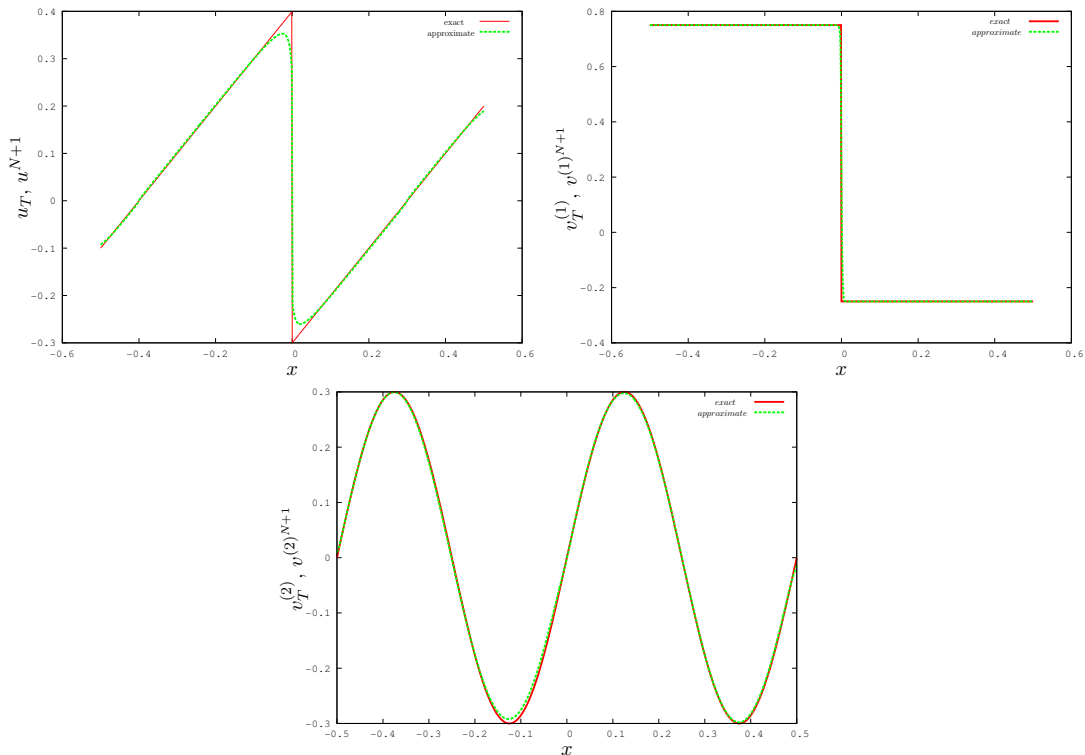 exact
approximate
0.4
0.3
0.2
0.1
0
−0.1
−0.2
−0.3
−0.6 −0.4 −0.2 0 0.2 0.4 0.6
x
u_T, u^{N+1}
exact
approximate
0.8
0.6
0.4
0.2
0
−0.2
−0.4
−0.6 −0.4 −0.2 0 0.2 0.4 0.6
x
v_T^{(1)}, v^{(1)^{N+1}}
exact
approximate
0.3
0.2
0.1
0
−0.1
−0.2
−0.3
−0.5 −0.4 −0.3 −0.2 −0.1 0 0.1 0.2 0.3 0.4 0.5
x
v_T^{(2)}, v^{(2)^{N+1}}